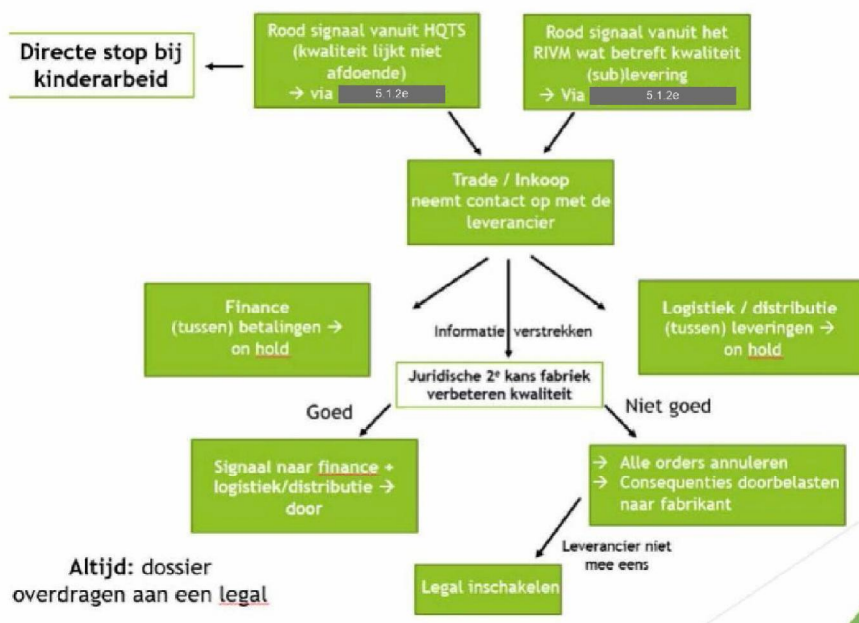 Directe stop bij
kinderarbeid
Rood signaal vanuit HQTS
(kwaliteit lijkt niet
afdoende)
→ via 5.1.2e
Rood signaal vanuit het
RIVM wat betreft kwaliteit
(sub)levering
→ Via 5.1.2e
Trade / Inkoop
neemt contact op met de
leverancier
Finance
(tussen) betalingen →
on hold
Informatie verstrekken
Logistiek / distributie
(tussen) leveringen →
on hold
Juridische 2e kans fabriek
verbeteren kwaliteit
Goed
Niet goed
Signaal naar finance +
logistiek/distributie →
door
→ Alle orders annuleren
→ Consequenties doorbelasten
naar fabrikant
Leverancier niet
mee eens
Legal inschakelen
Altijd: dossier
overdragen aan een legal